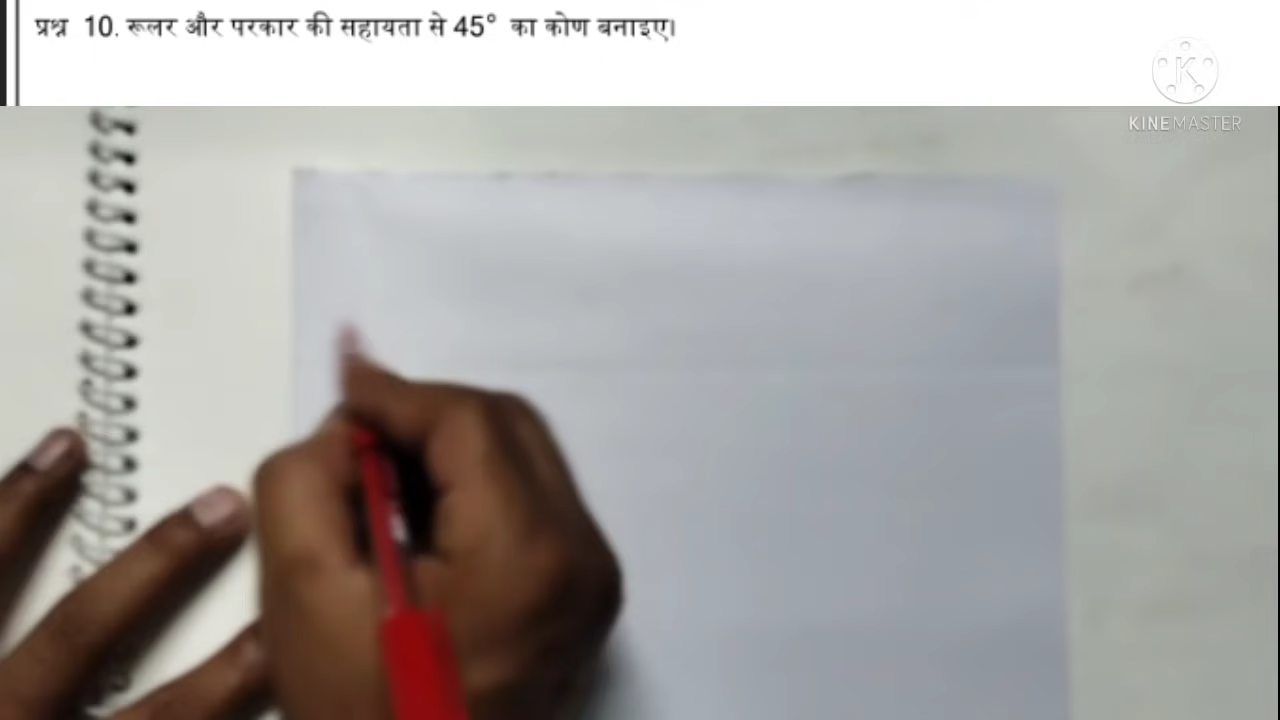 प्रश्न 10. रूलर और परकार की सहायता से 45° का कोण बनाइए।
K
KINEMASTER